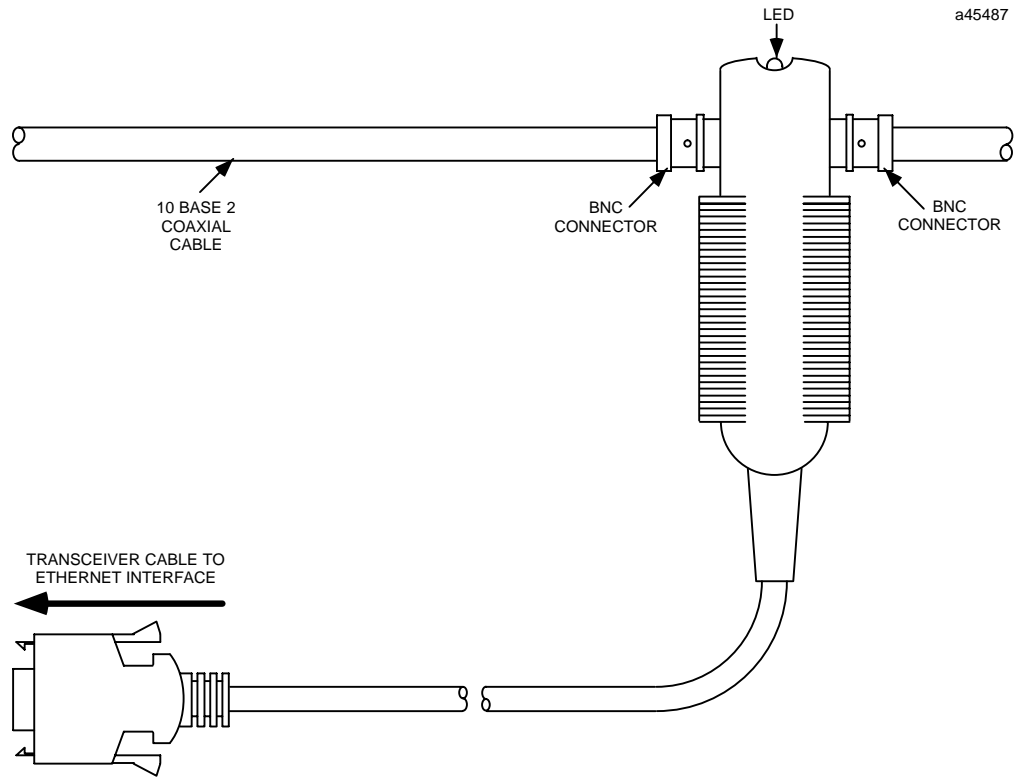 LED
a45487
10 BASE 2
COAXIAL
CABLE
BNC
CONNECTOR
BNC
CONNECTOR
TRANSCEIVER CABLE TO
ETHERNET INTERFACE